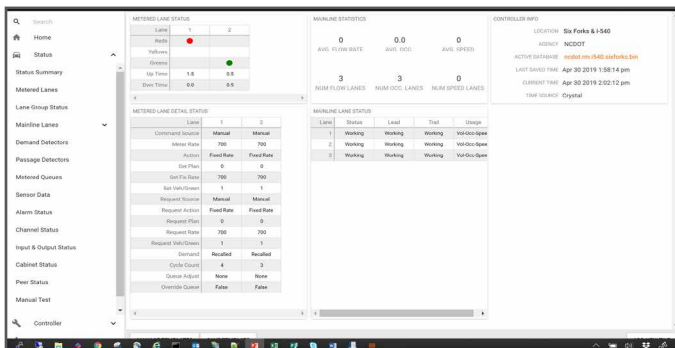 Search
Home
Status
Status Summary
Metered Lanes
Lane Group Status
Mainline Lanes
Demand Detectors
Passage Detectors
Metered Queues
Sensor Data
Alarm Status
Channel Status
Input & Output Status
Cabinet Status
Peer Status
Manual Test
Controller
METERED LANE STATUS
Lane 1 2
Reds
Yellows
Greens
Up Time 1.5 0.5
Down Time 0.0 0.5
METERED LANE DETAIL STATUS
Lane 1 2
Command Source Manual Manual
Meter Rate 700 700
Action Fixed Rate Fixed Rate
Get Plan 0 0
Get Fix Rate 700 700
Set Veh/Green 1 1
Request Source Manual Manual
Request Action Fixed Rate Fixed Rate
Request Plan 0 0
Request Rate 700 700
Request Veh/Green 1 1
Demand Recalled Recalled
Cycle Count 4 3
Queue Adjust None None
Override Queue False False
MAINLINE STATISTICS
0 0.0 0
AVG. FLOW RATE AVG. OCC. AVG. SPEED
3 3 0
NUM FLOW LANES NUM OCC. LANES NUM SPEED LANES
MAINLINE LANE STATUS
Lane Status Lead Trail Usage
1 Working Working Working Vol-Occ-Spee
2 Working Working Working Vol-Occ-Spee
3 Working Working Working Vol-Occ-Spee
CONTROLLER INFO
LOCATION Six Forks & I-540
AGENCY NCDOT
ACTIVE DATABASE ncdot.mc.i540.sixforks.bin
LAST SAVED TIME Apr 30 2019 1:58:14 pm
CURRENT TIME Apr 30 2019 2:02:12 pm
TIME SOURCE Crystal